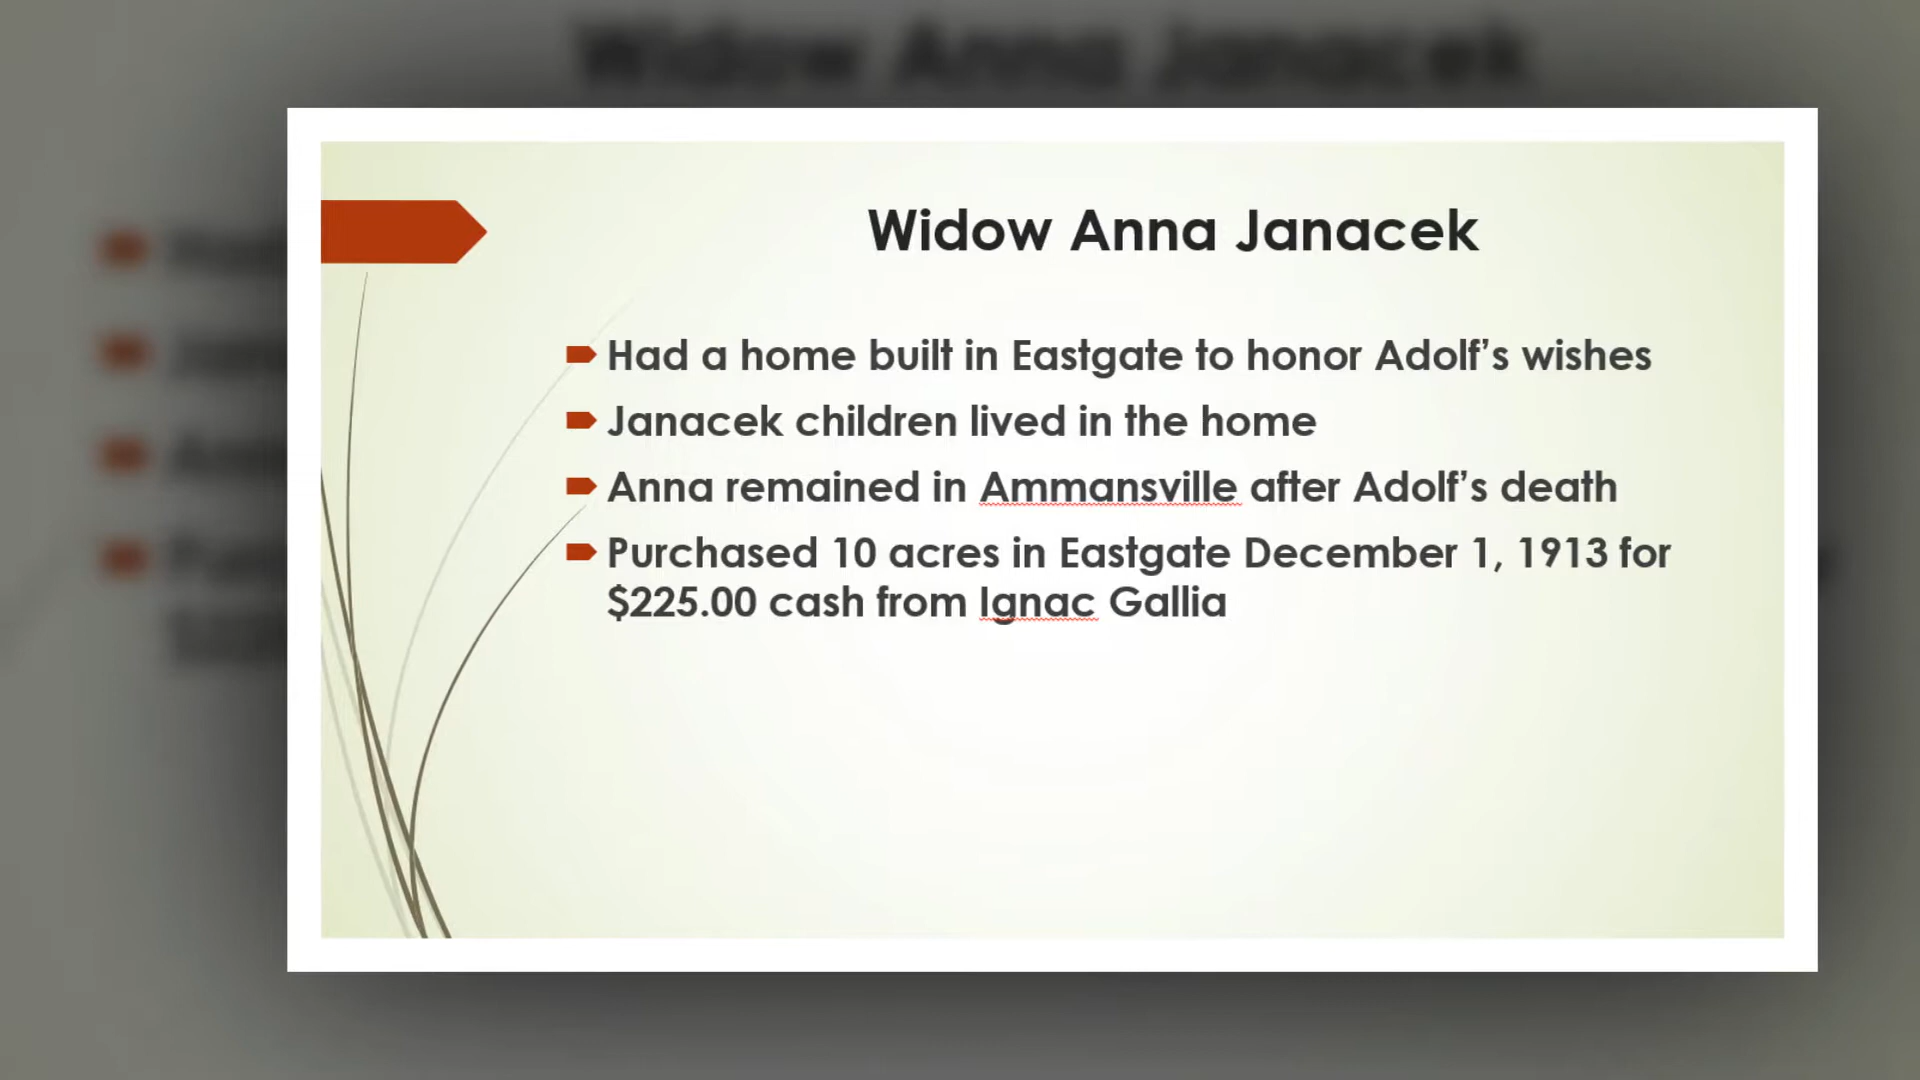 Widow Anna Janacek
Had a home built in Eastgate to honor Adolf’s wishes
Janacek children lived in the home
Anna remained in Ammansville after Adolf’s death
Purchased 10 acres in Eastgate December 1, 1913 for
$225.00 cash from Ignac Gallia